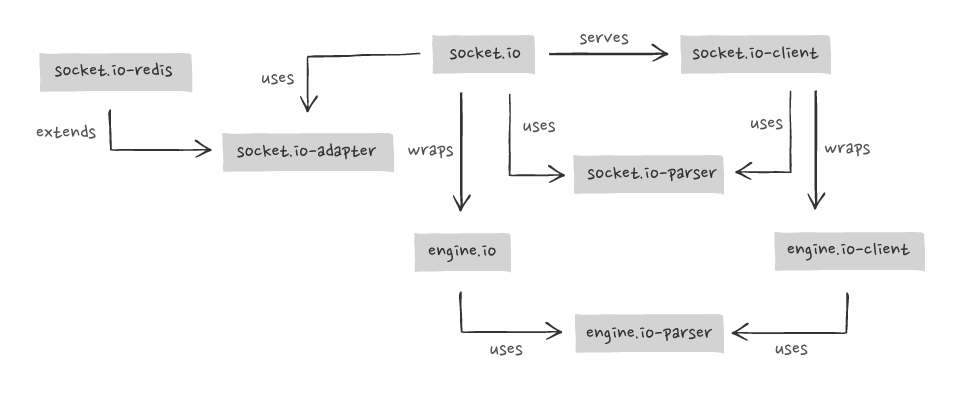 serves
socket.io
socket.io-client
socket.io-redis
uses
extends
uses
uses
socket.io-adapter
wraps
wraps
socket.io-parser
engine.io
engine.io-client
engine.io-parser
uses
uses